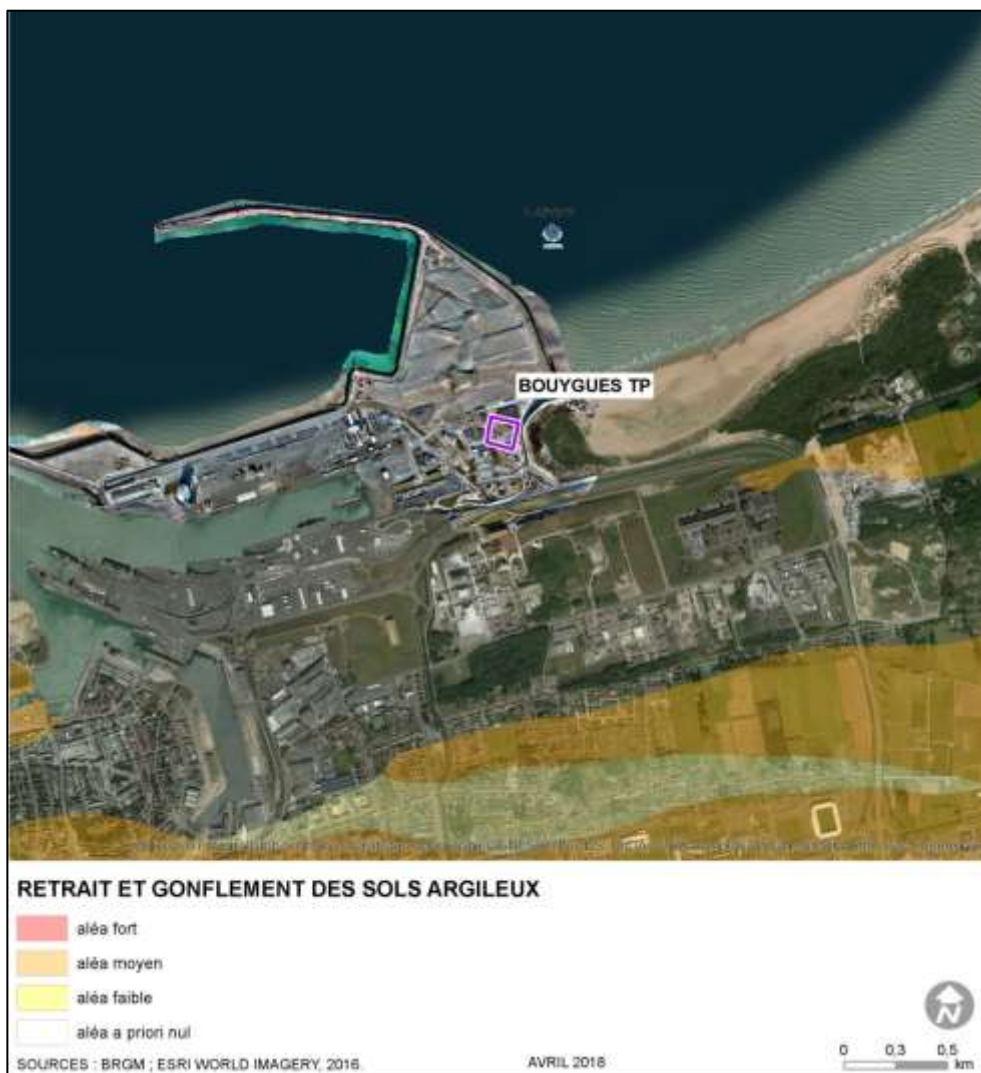 BOUYGUES TP
RETRAIT ET GONFLEMENT DES SOLS ARGILEUX
aléa fort
aléa moyen
aléa faible
aléa a priori nul
SOURCES : BRGM ; ESRI WORLD IMAGERY, 2016.
AVRIL 2018
N
0 0,3 0,5
km